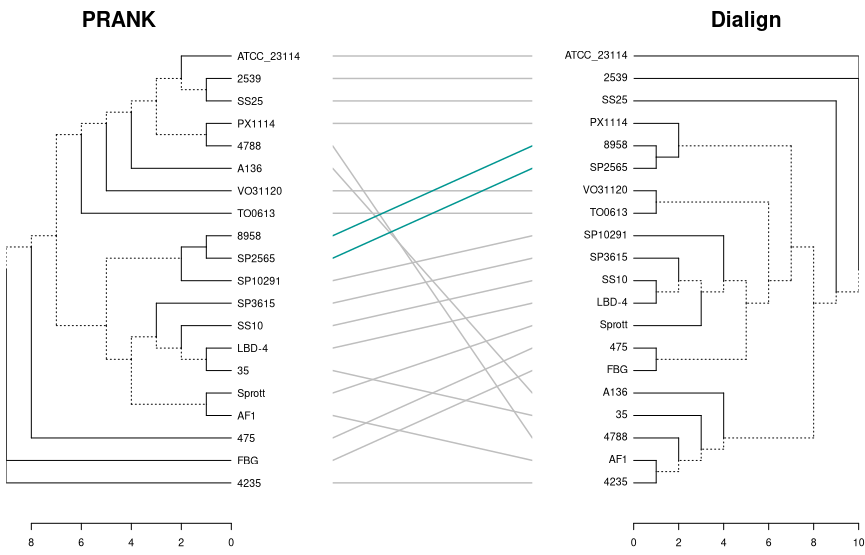 PRANK
Dialign
ATCC_23114
2539
SS25
PX1114
4788
A136
VO31120
TO0613
8958
SP2565
SP10291
SP3615
SS10
LBD-4
35
Sprott
AF1
475
FBG
4235
8 6 4 2 0
ATCC_23114
2539
SS25
PX1114
8958
SP2565
VO31120
TO0613
SP10291
SP3615
SS10
LBD-4
Sprott
475
FBG
A136
35
4788
AF1
4235
0 2 4 6 8 10